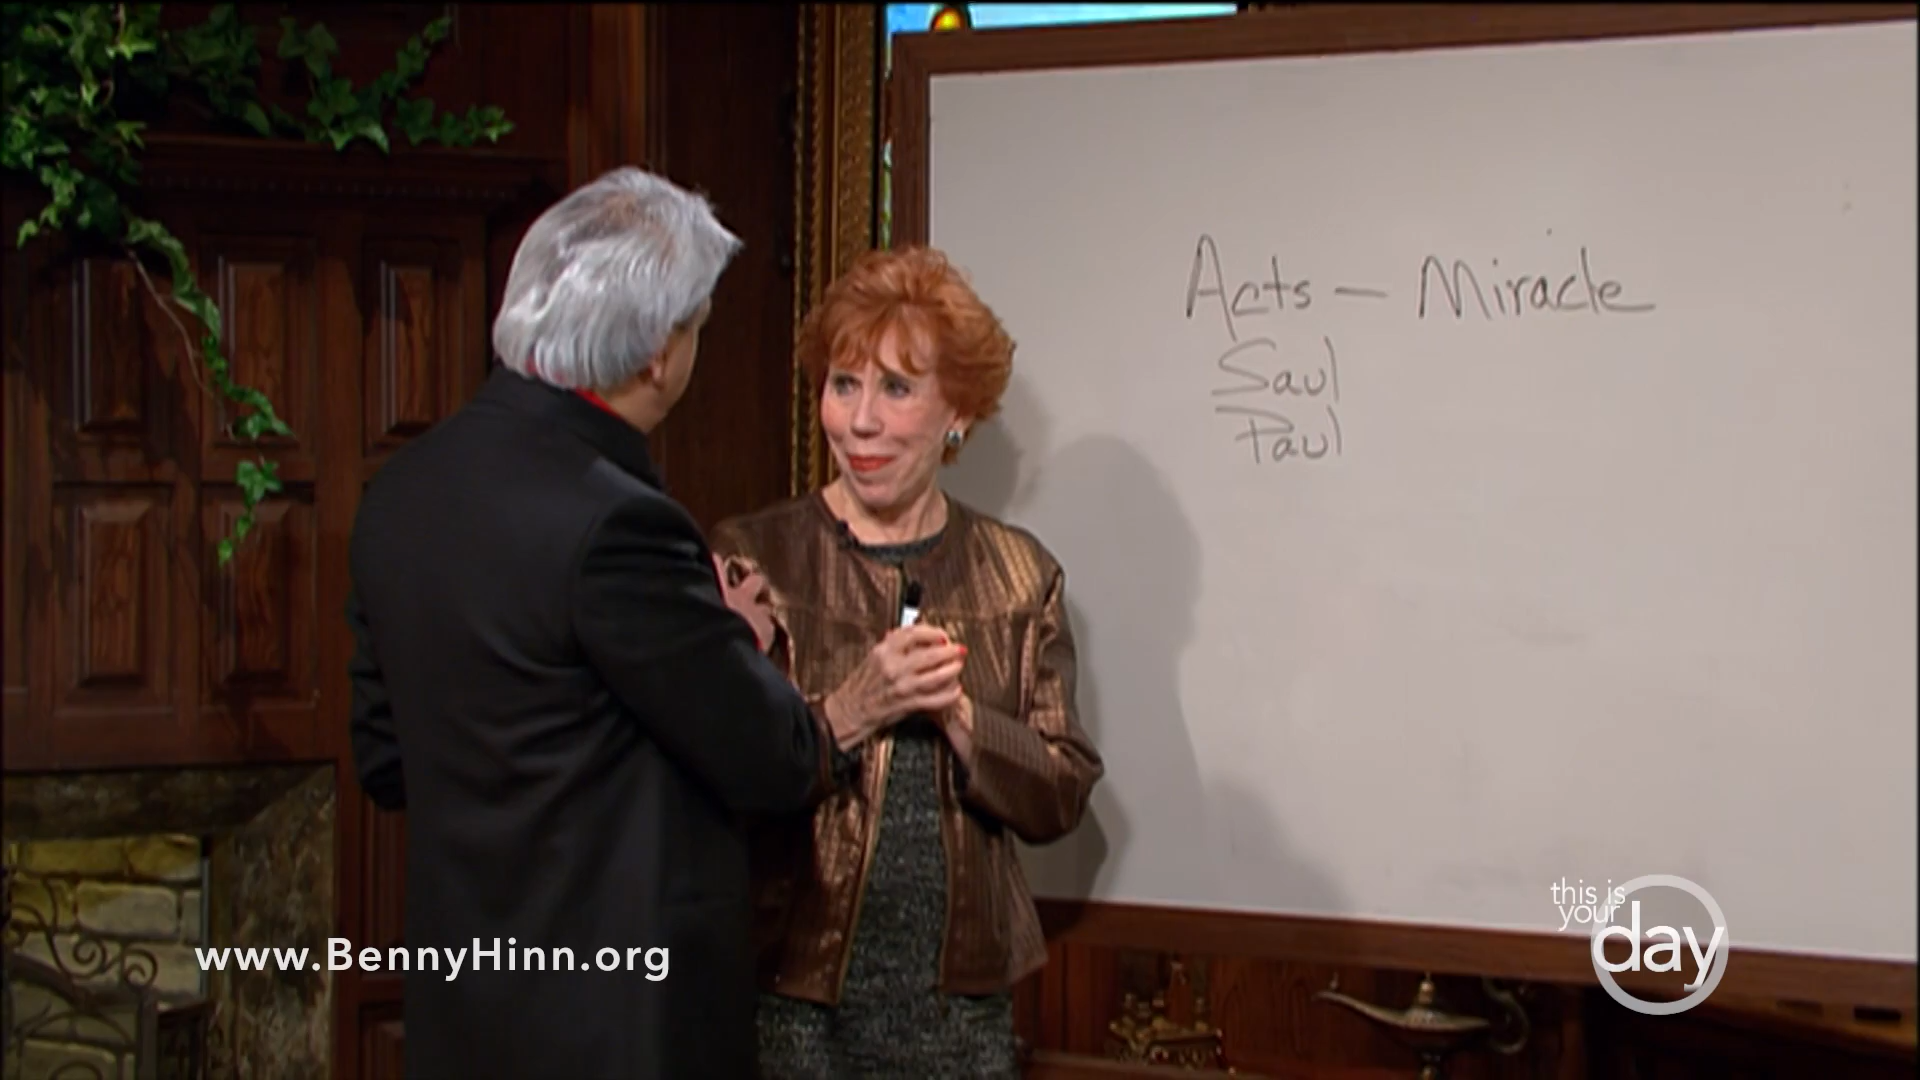 Acts – Miracle
Saul
Paul
www.BennyHinn.org
this is
your
day